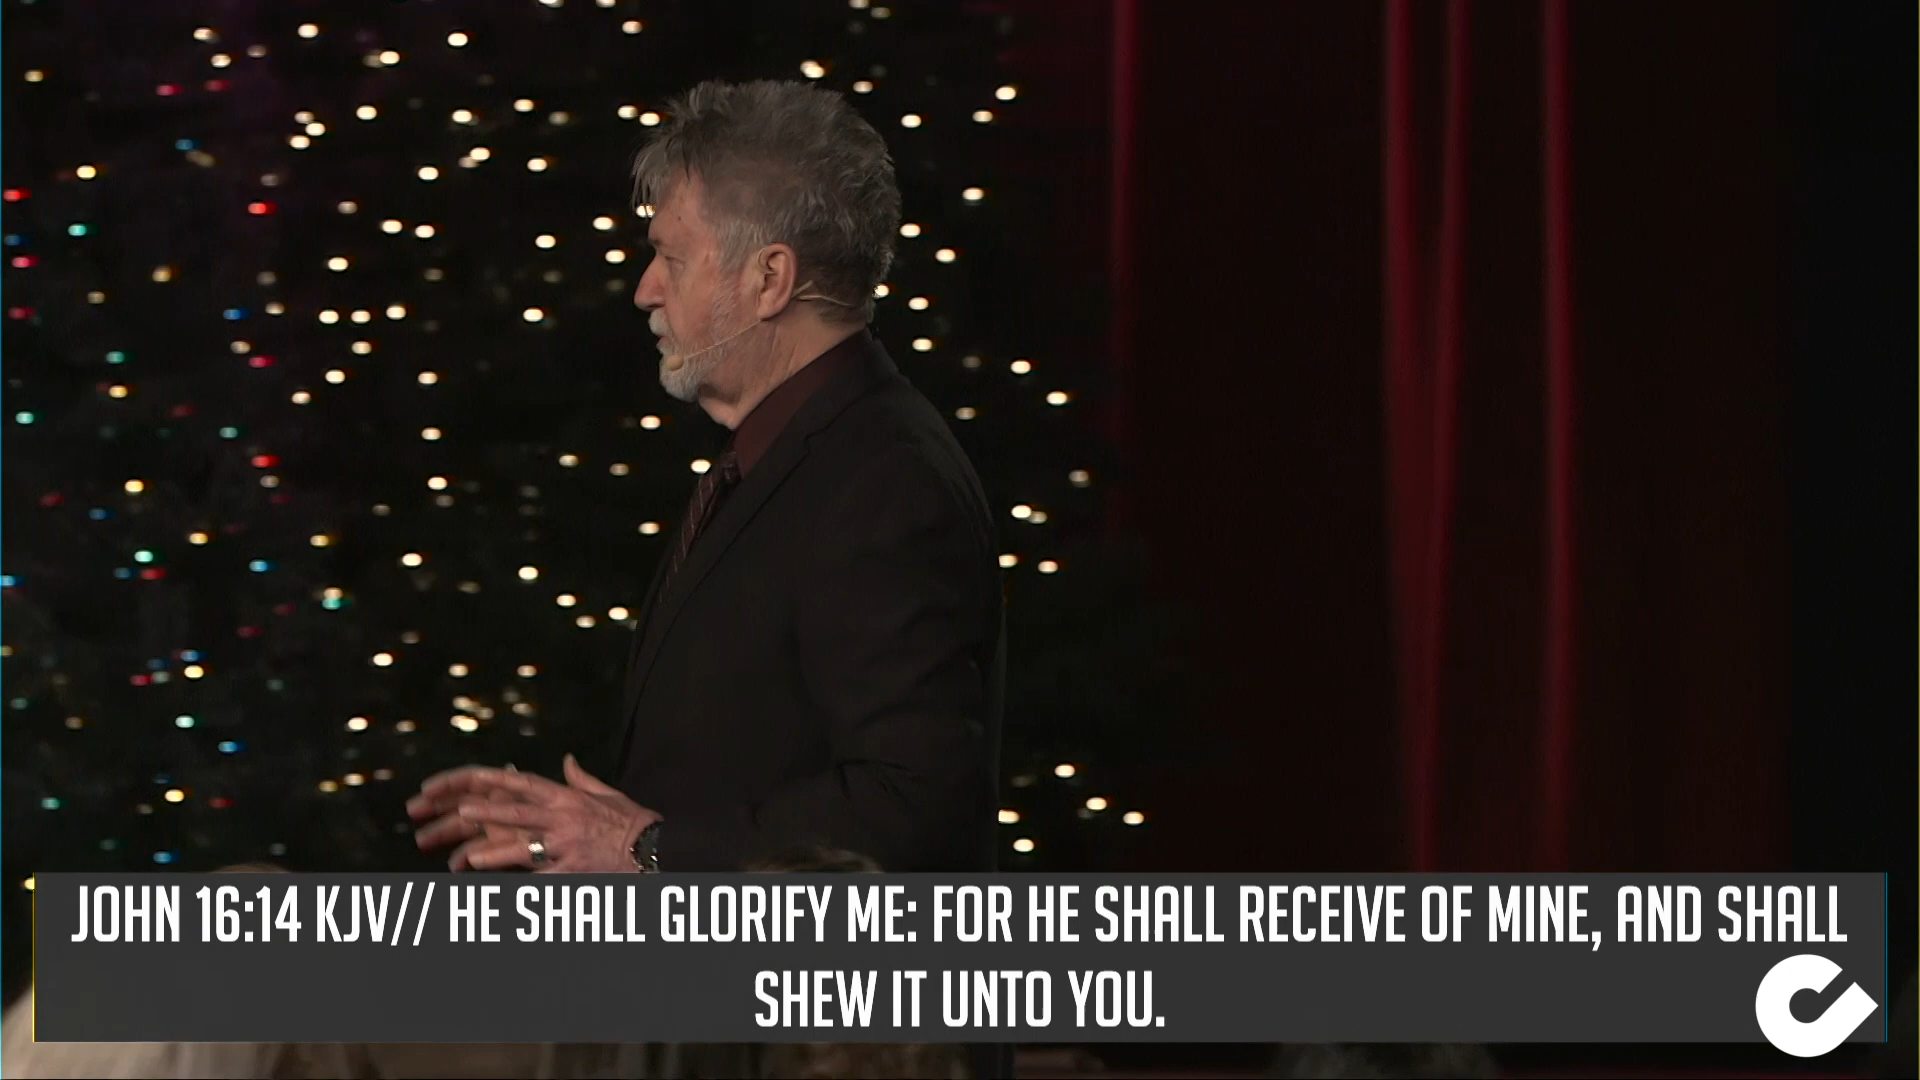 JOHN 16:14 KJV// HE SHALL GLORIFY ME: FOR HE SHALL RECEIVE OF MINE, AND SHALL
SHEW IT UNTO YOU.